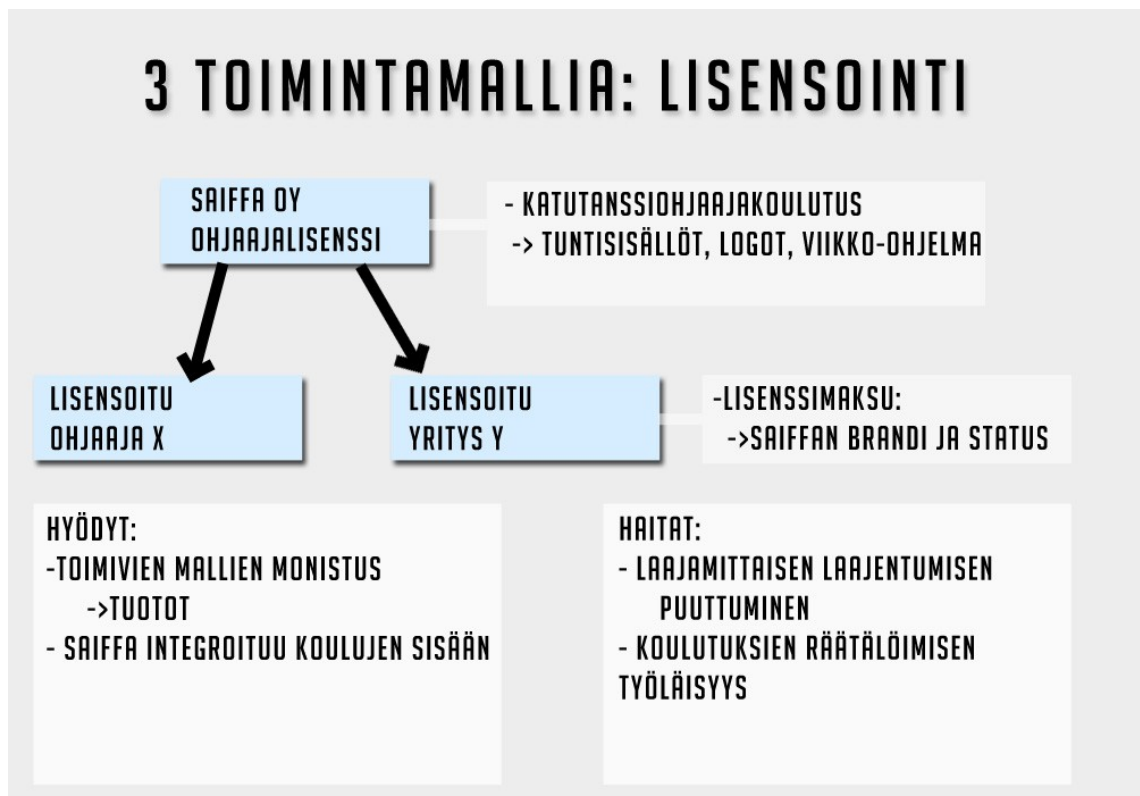 3 TOIMINTAMALLIA: LISENSOINTI
SAIFFA OY
OHJAAJALISENSSI
- KATUTANSSIOHJAAJAKOULUTUS
-> TUNTISISÄLLÖT, LOGOT, VIIKKO-OHJELMA
LISENSOITU
OHJAAJA X
LISENSOITU
YRITYS Y
-LISENSSIMAKSU:
->SAIFFAN BRANDI JA STATUS
HYÖDYT:
-TOIMIVIEN MALLIEN MONISTUS
->TUOTOT
- SAIFFA INTEGROITUU KOULUJEN SISÄÄN
HAITAT:
- LAAJAMITTAISEN LAAJENTUMISEN
PUUTTUMINEN
- KOULUTUKSIEN RÄÄTÄLÖIMISEN
TYÖLÄISYYS